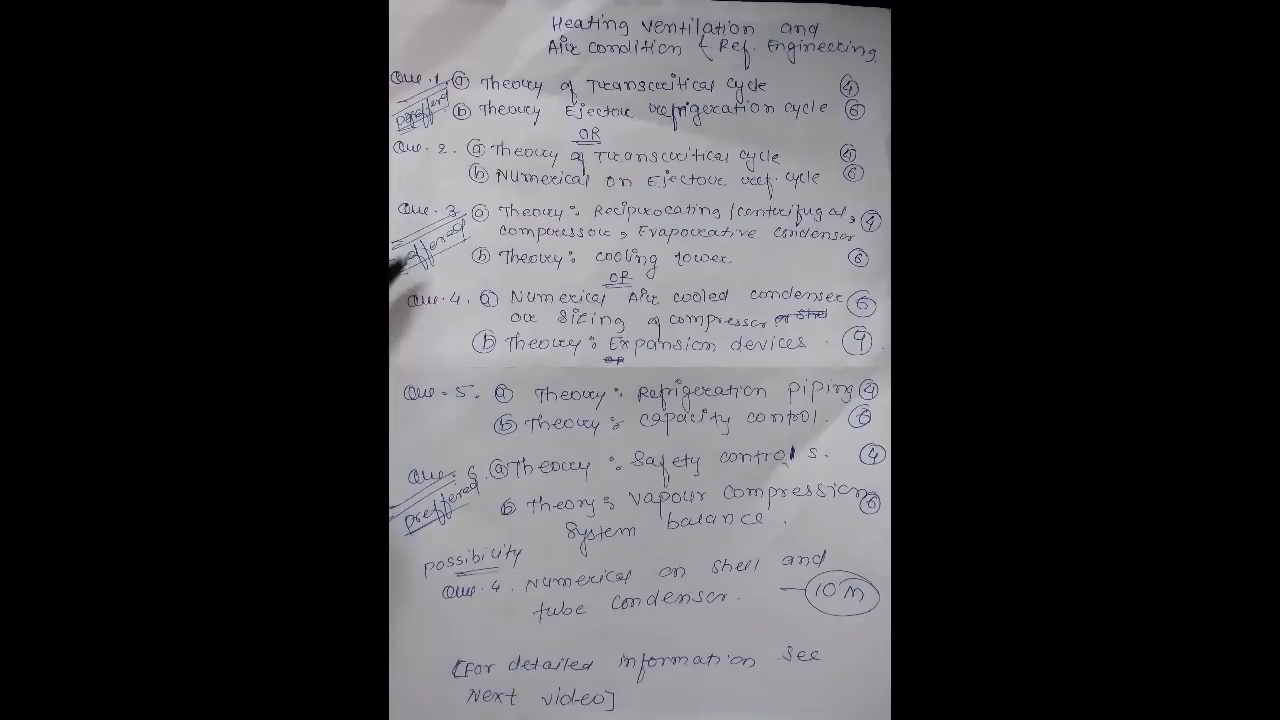 Heating Ventilation and
Air condition & Ref. Engineering
Que. 1 (a) Theory of Transcritical cycle (4)
preffered (b) Theory Ejector refrigeration cycle (6)
OR
Que. 2. (a) Theory of Transcritical cycle (4)
(b) Numerical on Ejector ref. cycle (6)
Que. 3 (a) Theory: Reciprocating / centrifugal, (4)
compressor, Evaporative condenser
preffered
(b) Theory: cooling tower. (6)
OR
Que. 4. (a) Numerical Air cooled condenser (6)
or sizing of compressor.
(b) Theory: Expansion devices. (4)
Que. 5. (a) Theory: Refrigeration piping (4)
(b) Theory: capacity control. (6)
Que. 6 (a) Theory: Safety controls. (4)
preffered (b) Theory: Vapour compression (6)
System balance.
possibility
Que. 4. Numerical on shell and
tube condenser. - 10 M
[For detailed information see
Next video]